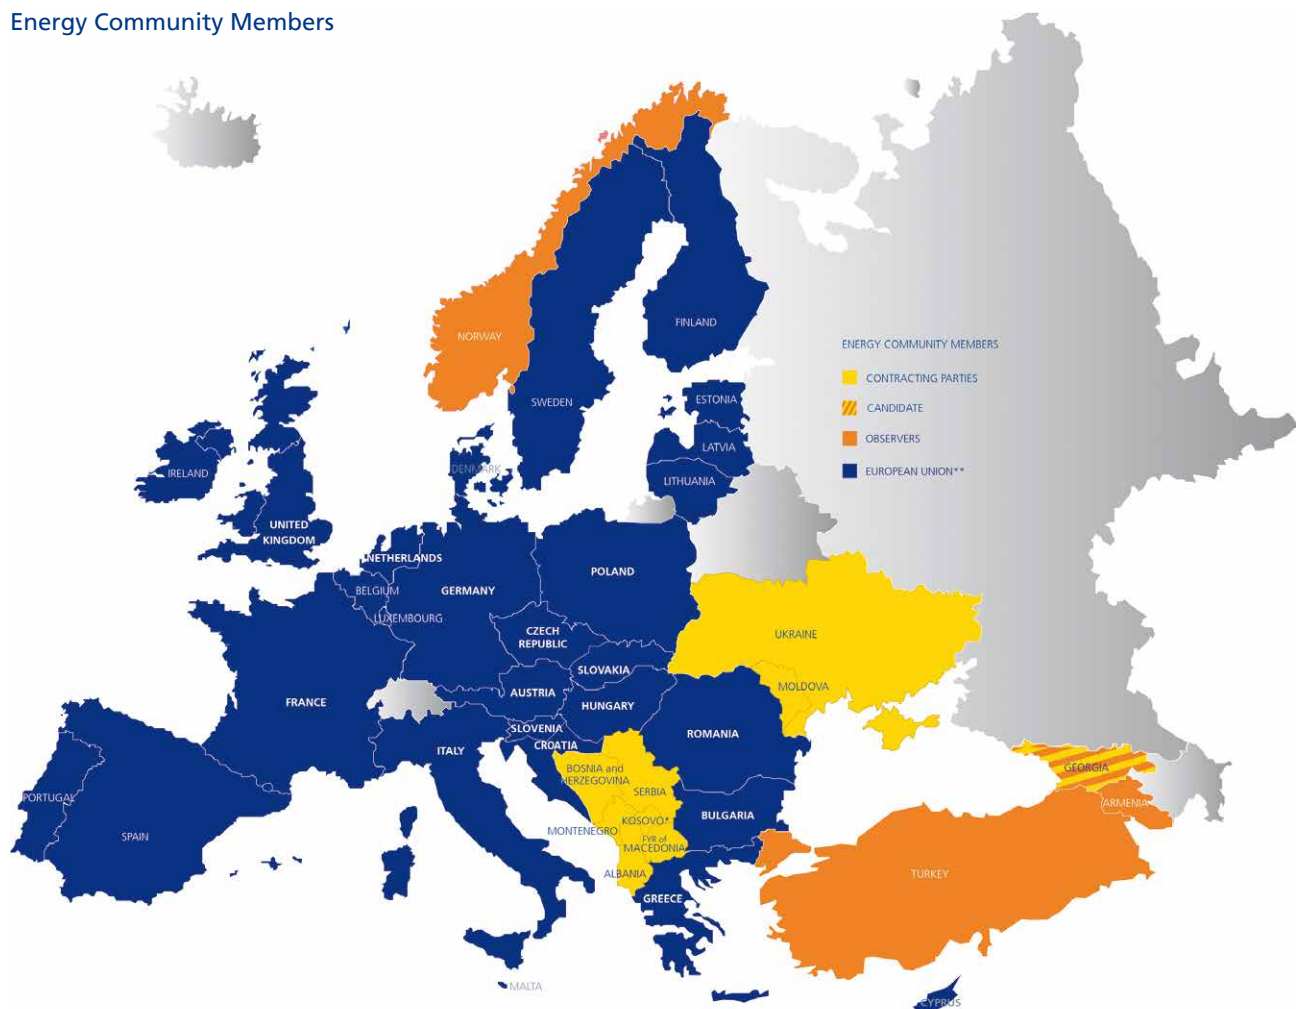 Energy Community Members
NORWAY
FINLAND
ENERGY COMMUNITY MEMBERS
CONTRACTING PARTIES
CANDIDATE
OBSERVERS
EUROPEAN UNION**
SWEDEN
ESTONIA
LATVIA
LITHUANIA
IRELAND
DENMARK
UNITED
KINGDOM
NETHERLANDS
BELGIUM
LUXEMBOURG
GERMANY
POLAND
CZECH
REPUBLIC
SLOVAKIA
UKRAINE
MOLDOVA
FRANCE
AUSTRIA
HUNGARY
SLOVENIA
CROATIA
ITALY
ROMANIA
BOSNIA and
HERZEGOVINA
SERBIA
GEORGIA
ARMENIA
PORTUGAL
SPAIN
MONTENEGRO
KOSOVO*
FYR of
MACEDONIA
BULGARIA
ALBANIA
GREECE
TURKEY
MALTA
CYPRUS